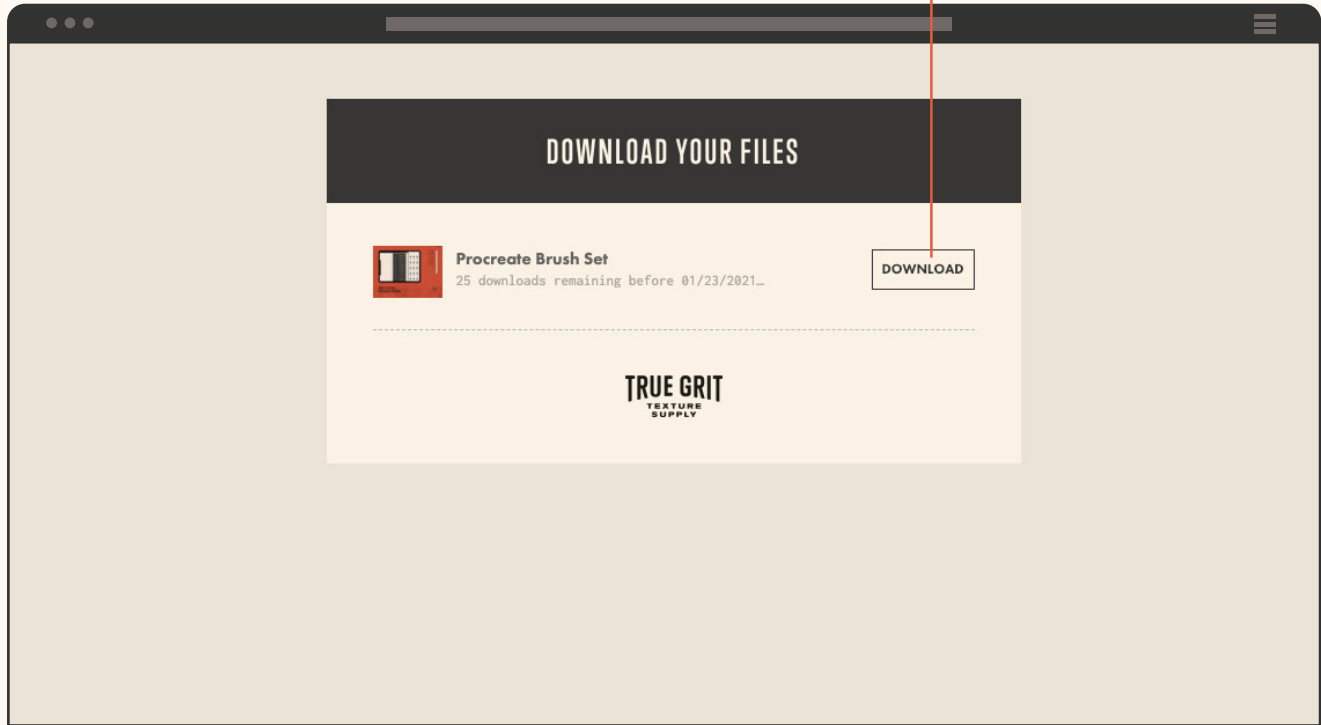 DOWNLOAD YOUR FILES
Procreate Brush Set
25 downloads remaining before 01/23/2021…
DOWNLOAD
TRUE GRIT
TEXTURE
SUPPLY